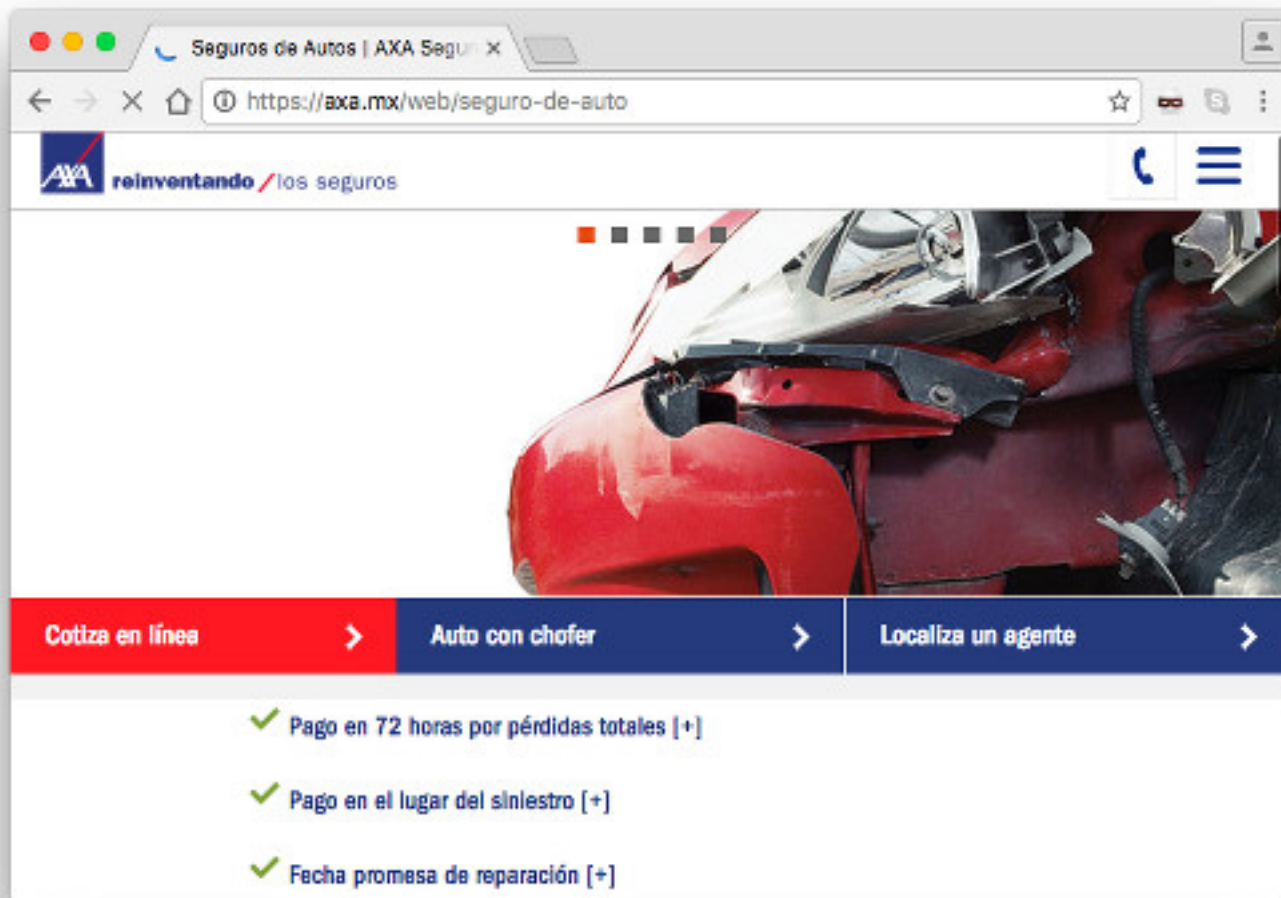 Seguros de Autos | AXA Segur
https://axa.mx/web/seguro-de-auto
AXA
reinventando / los seguros
Cotiza en línea
Auto con chofer
Localiza un agente
Pago en 72 horas por pérdidas totales [+]
Pago en el lugar del siniestro [+]
Fecha promesa de reparación [+]